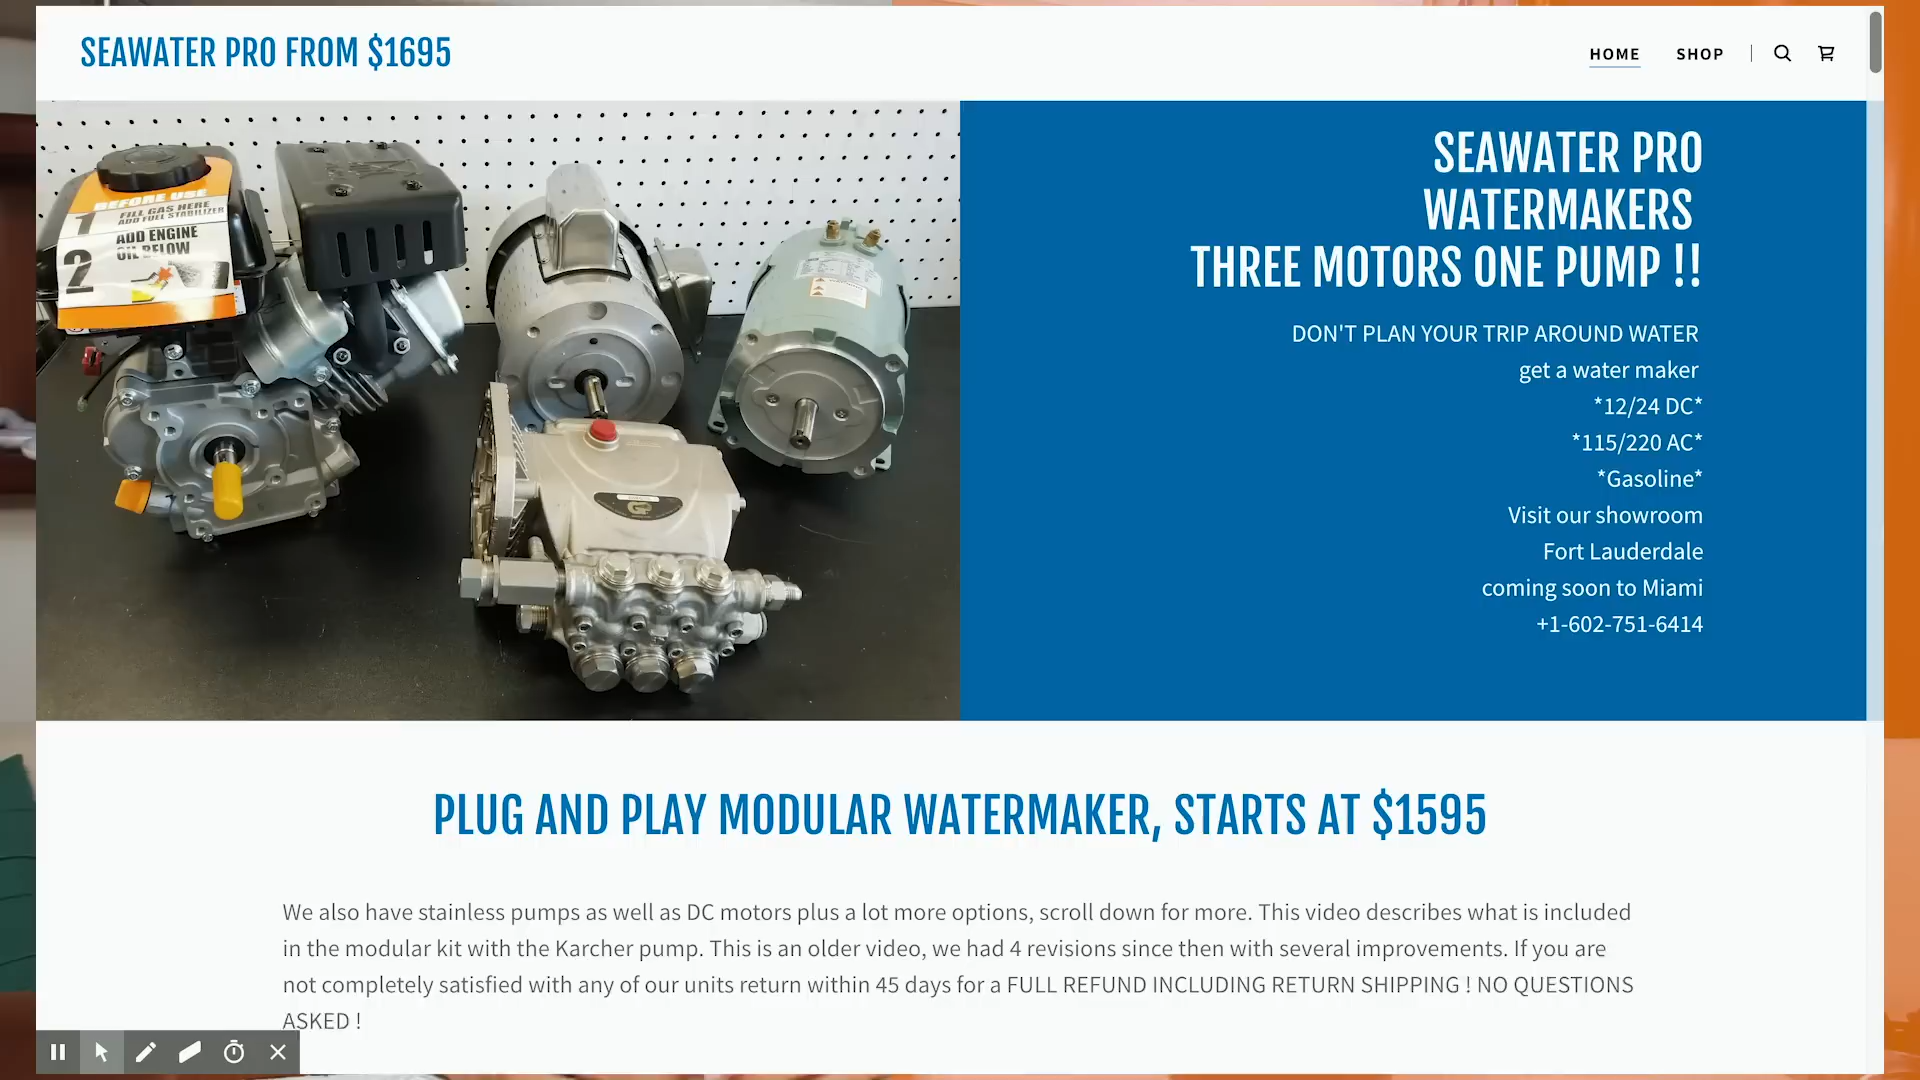 SEAWATER PRO FROM $1695
HOME
SHOP
BEFORE USE
1
FILL GAS HERE
ADD FUEL STABILIZER
2
ADD ENGINE
OIL BELOW
SEAWATER PRO
WATERMAKERS
THREE MOTORS ONE PUMP !!
DON'T PLAN YOUR TRIP AROUND WATER
get a water maker
*12/24 DC*
*115/220 AC*
*Gasoline*
Visit our showroom
Fort Lauderdale
coming soon to Miami
+1-602-751-6414
PLUG AND PLAY MODULAR WATERMAKER, STARTS AT $1595
We also have stainless pumps as well as DC motors plus a lot more options, scroll down for more. This video describes what is included
in the modular kit with the Karcher pump. This is an older video, we had 4 revisions since then with several improvements. If you are
not completely satisfied with any of our units return within 45 days for a FULL REFUND INCLUDING RETURN SHIPPING ! NO QUESTIONS
ASKED !